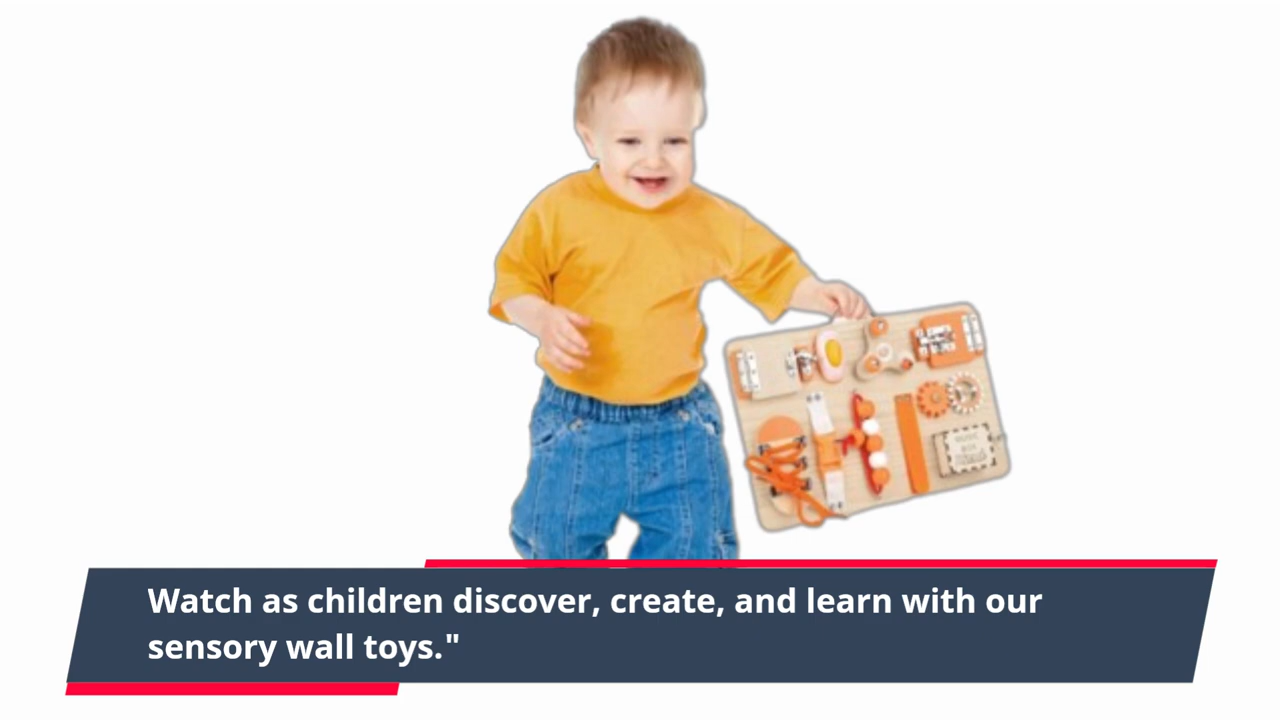 Watch as children discover, create, and learn with our
sensory wall toys."